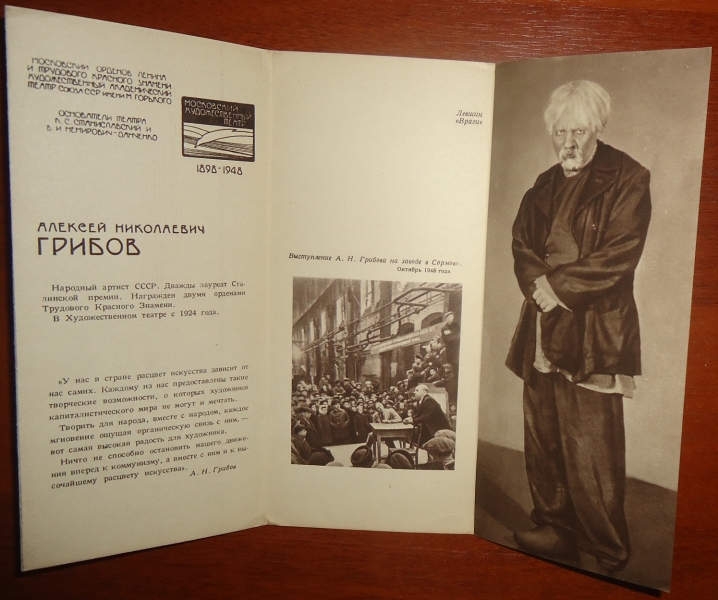 МОСКОВСКИЙ ОРДЕНОВ ЛЕНИНА
И ТРУДОВОГО КРАСНОГО ЗНАМЕНИ
ХУДОЖЕСТВЕННЫЙ АКАДЕМИЧЕСКИЙ
ТЕАТР СОЮЗА ССР ИМЕНИ М. ГОРЬКОГО
ОСНОВАТЕЛИ ТЕАТРА
К. С. СТАНИСЛАВСКИЙ И
В. И. НЕМИРОВИЧ-ДАНЧЕНКО
МОСКОВСКИЙ
ХУДОЖЕСТВЕННЫЙ
ТЕАТР
1898-1948
АЛЕКСЕЙ НИКОЛАЕВИЧ
ГРИБОВ
Народный артист СССР. Дважды лауреат Ста-
линской премии. Награжден двумя орденами
Трудового Красного Знамени.
В Художественном театре с 1924 года.
«У нас в стране расцвет искусства зависит от
нас самих. Каждому из нас предоставлены такие
творческие возможности, о которых художники
капиталистического мира не могут и мечтать.
Творить для народа, вместе с народом, каждое
мгновение ощущая органическую связь с ним, —
вот самая высокая радость для художника.
Ничто не способно остановить нашего движе-
ния вперед к коммунизму, а вместе с ним и к вы-
сочайшему расцвету искусства».
А. Н. Грибов
Левшин
«Враги»
Выступление А. Н. Грибова на заводе в Сормове.
Октябрь 1948 года